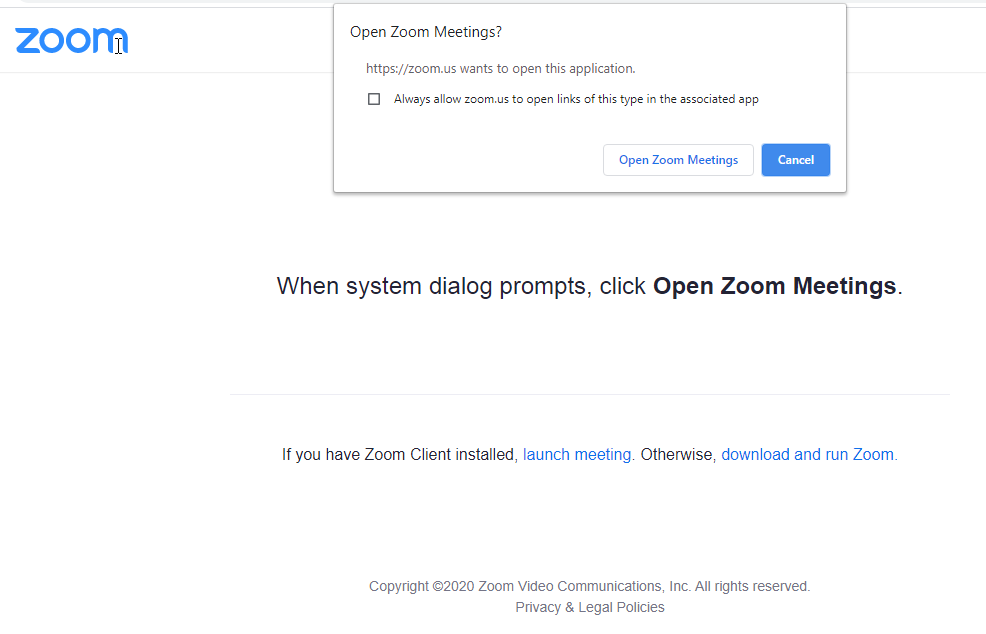 zoom
Open Zoom Meetings?
https://zoom.us wants to open this application.
Always allow zoom.us to open links of this type in the associated app
Open Zoom Meetings
Cancel
When system dialog prompts, click Open Zoom Meetings.
If you have Zoom Client installed, launch meeting. Otherwise, download and run Zoom.
Copyright ©2020 Zoom Video Communications, Inc. All rights reserved.
Privacy & Legal Policies